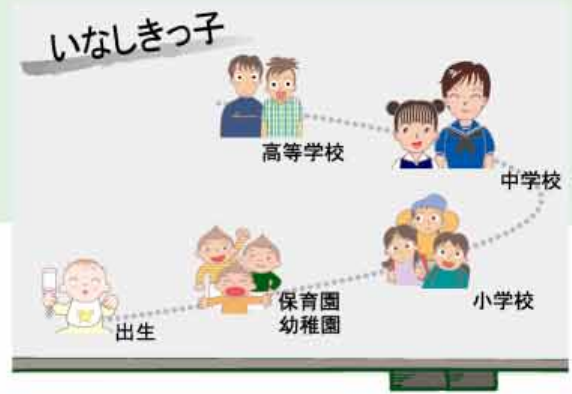 いなしきっ子
高等学校
中学校
小学校
保育園
幼稚園
出生